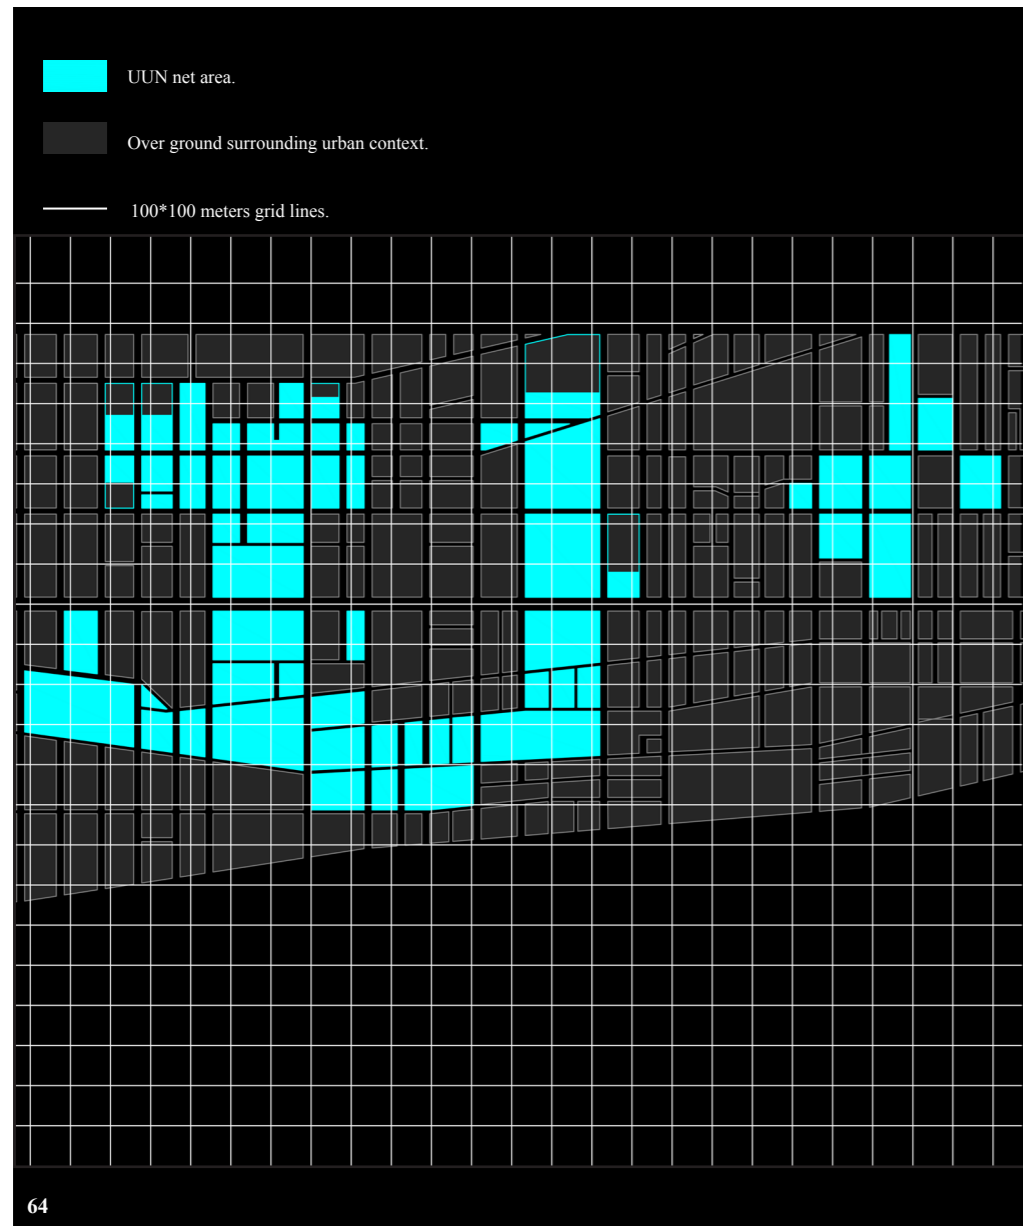 UUN net area.
Over ground surrounding urban context.
100*100 meters grid lines.
64